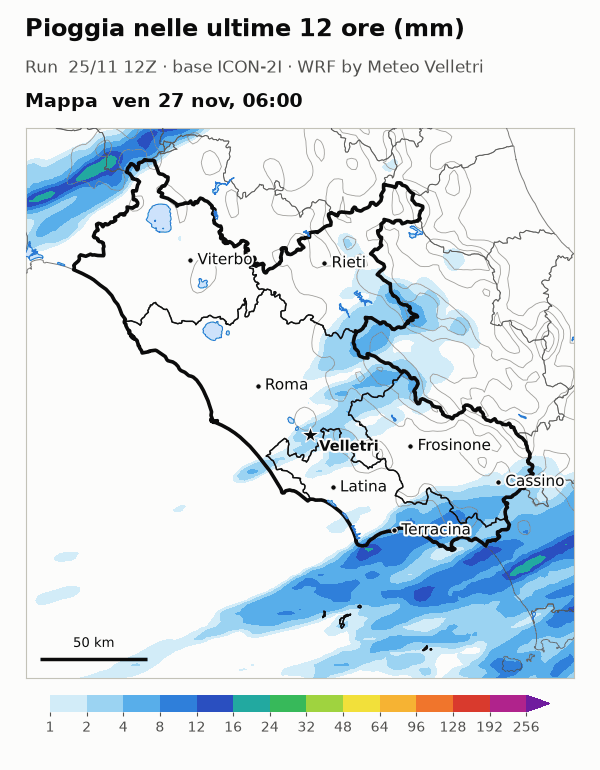 Pioggia nelle ultime 12 ore (mm)
Run  25/11 12Z · base ICON-2I · WRF by Meteo Velletri
Mappa  ven 27 nov, 06:00
Viterbo
Rieti
Roma
Velletri
Frosinone
Cassino
Latina
Terracina
50 km
1 2 4 8 12 16 24 32 48 64 96 128 192 256